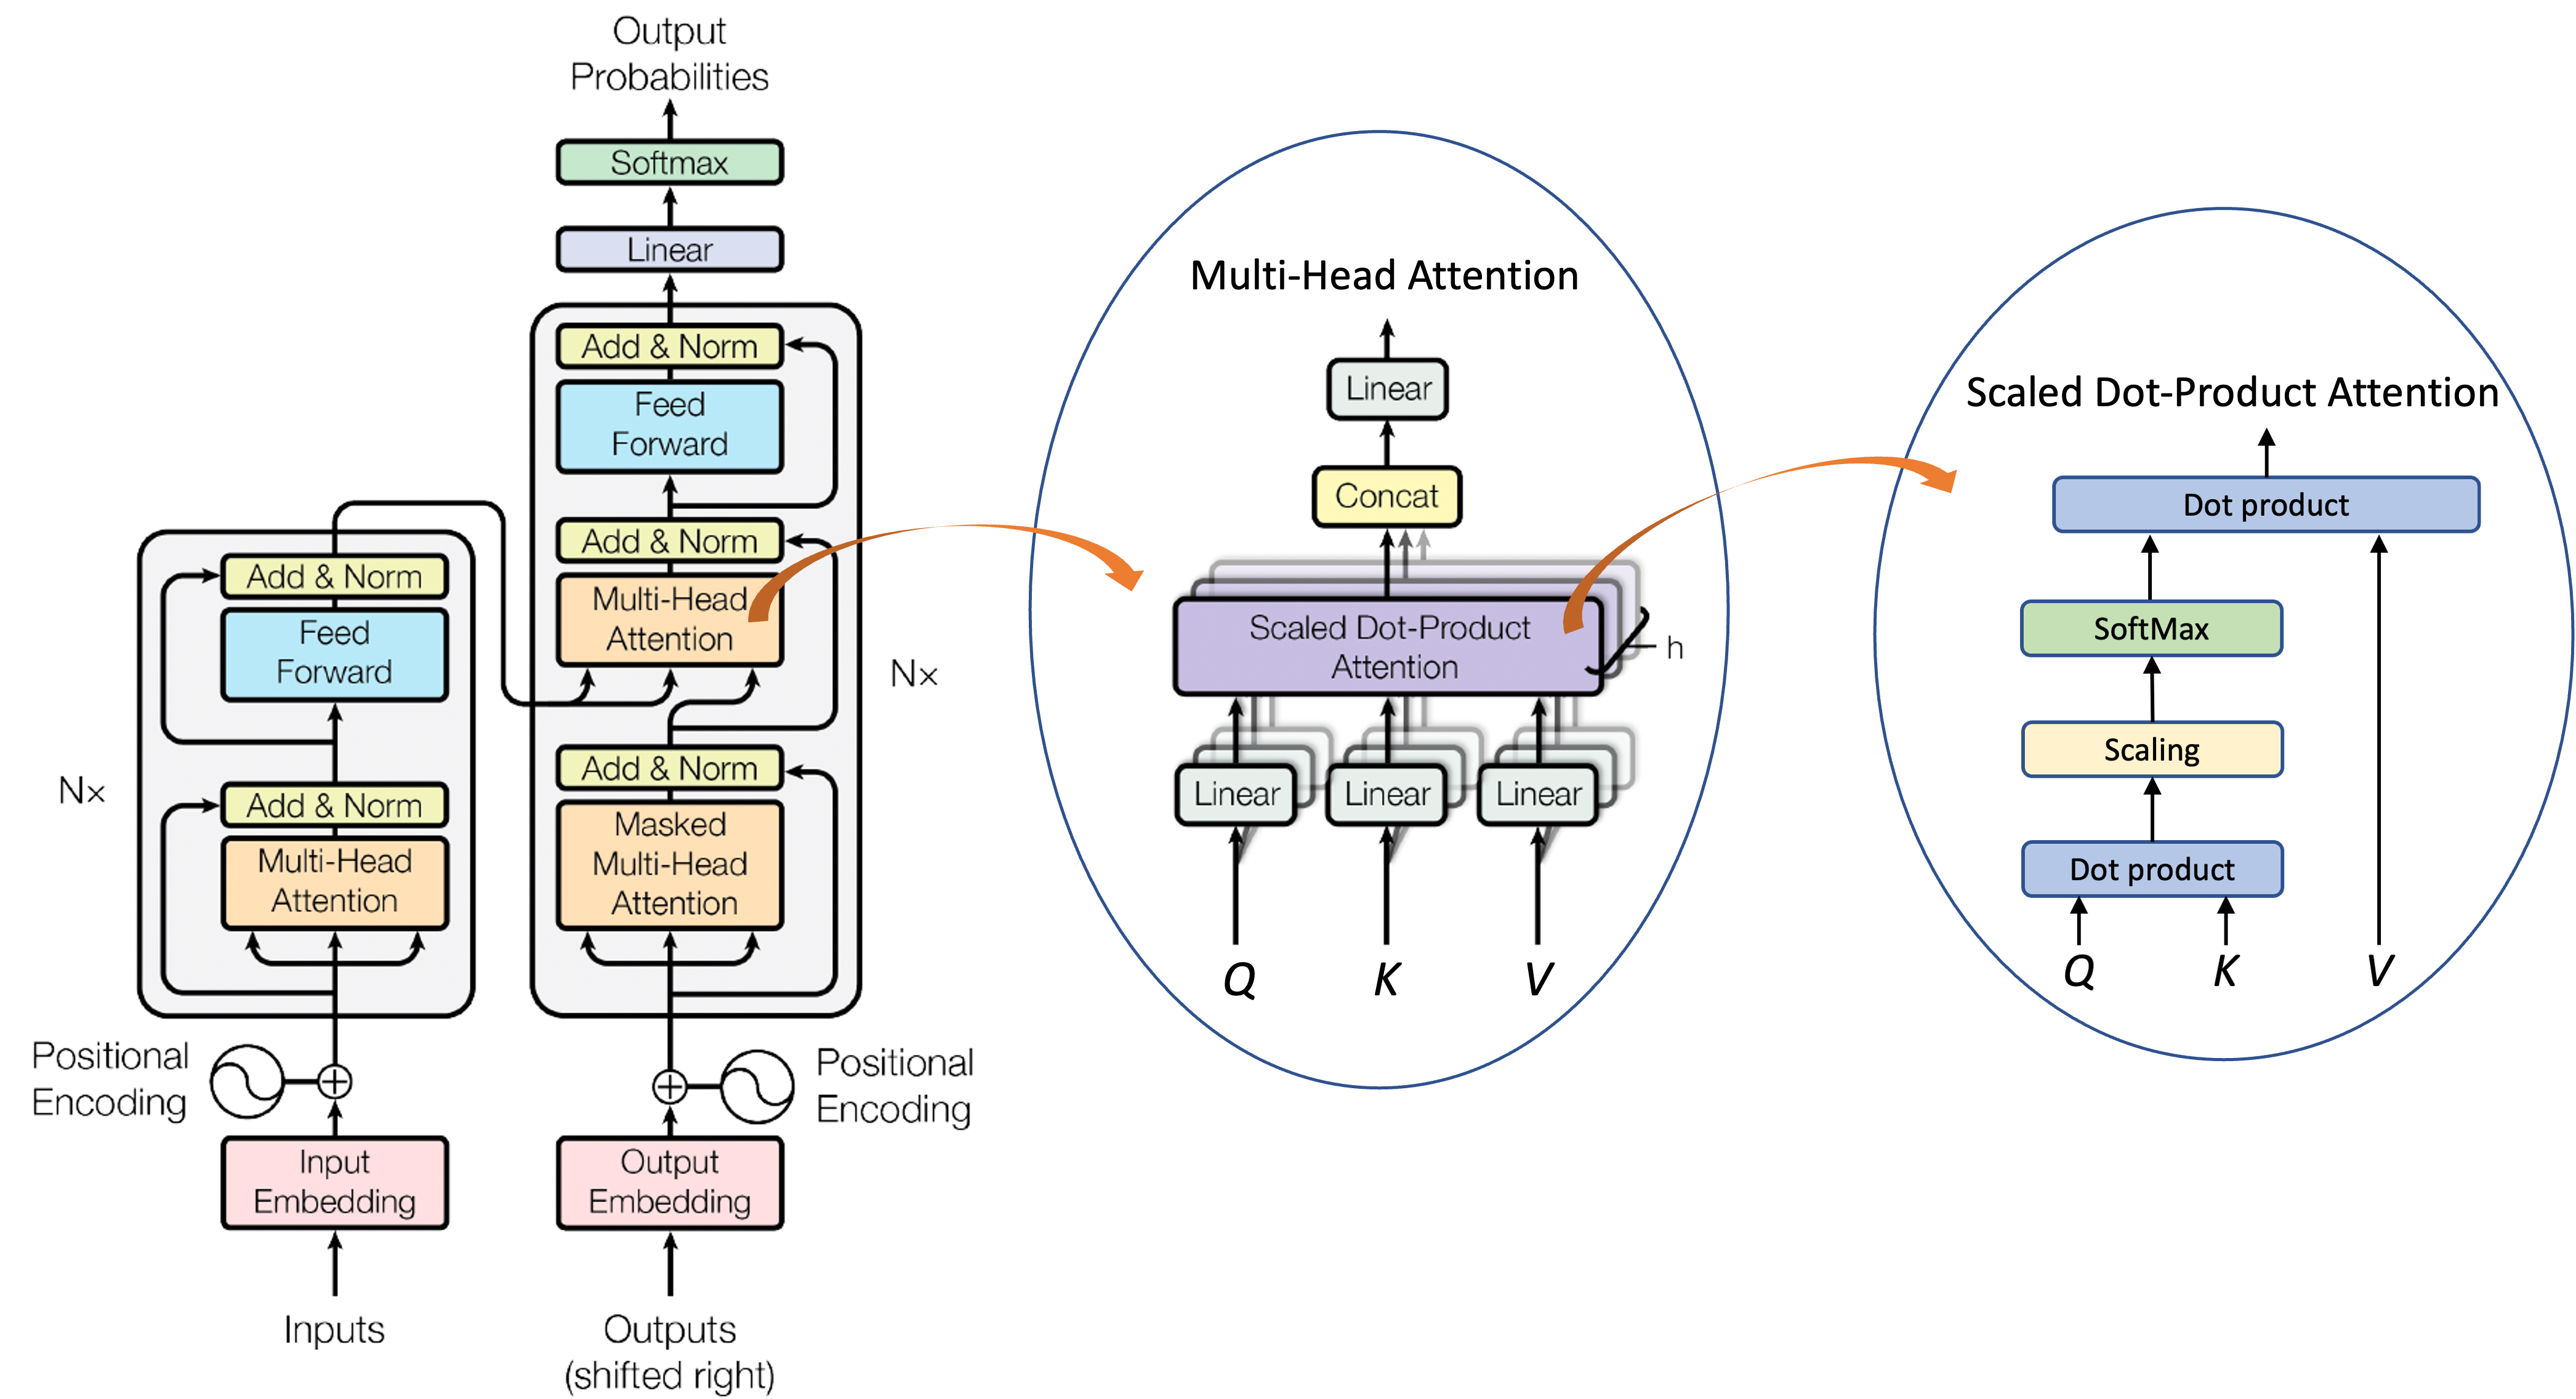 Output
Probabilities
Softmax
Linear
Add & Norm
Feed
Forward
Add & Norm
Multi-Head
Attention
Nx
Add & Norm
Masked
Multi-Head
Attention
Positional
Encoding
Output
Embedding
Outputs
(shifted right)
Add & Norm
Feed
Forward
Nx
Add & Norm
Multi-Head
Attention
Positional
Encoding
Input
Embedding
Inputs
Multi-Head Attention
Linear
Concat
Scaled Dot-Product
Attention
h
Linear Linear Linear
Q K V
Scaled Dot-Product Attention
Dot product
SoftMax
Scaling
Dot product
Q K V